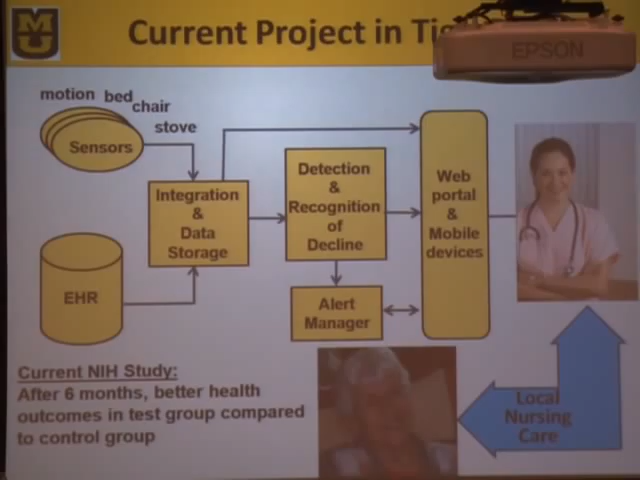 MU
Current Project in Ti
EPSON
motion bed
chair
stove
Sensors
Integration
&
Data
Storage
EHR
Detection
&
Recognition
of
Decline
Alert
Manager
Web
portal
&
Mobile
devices
Current NIH Study:
After 6 months, better health
outcomes in test group compared
to control group
Local
Nursing
Care